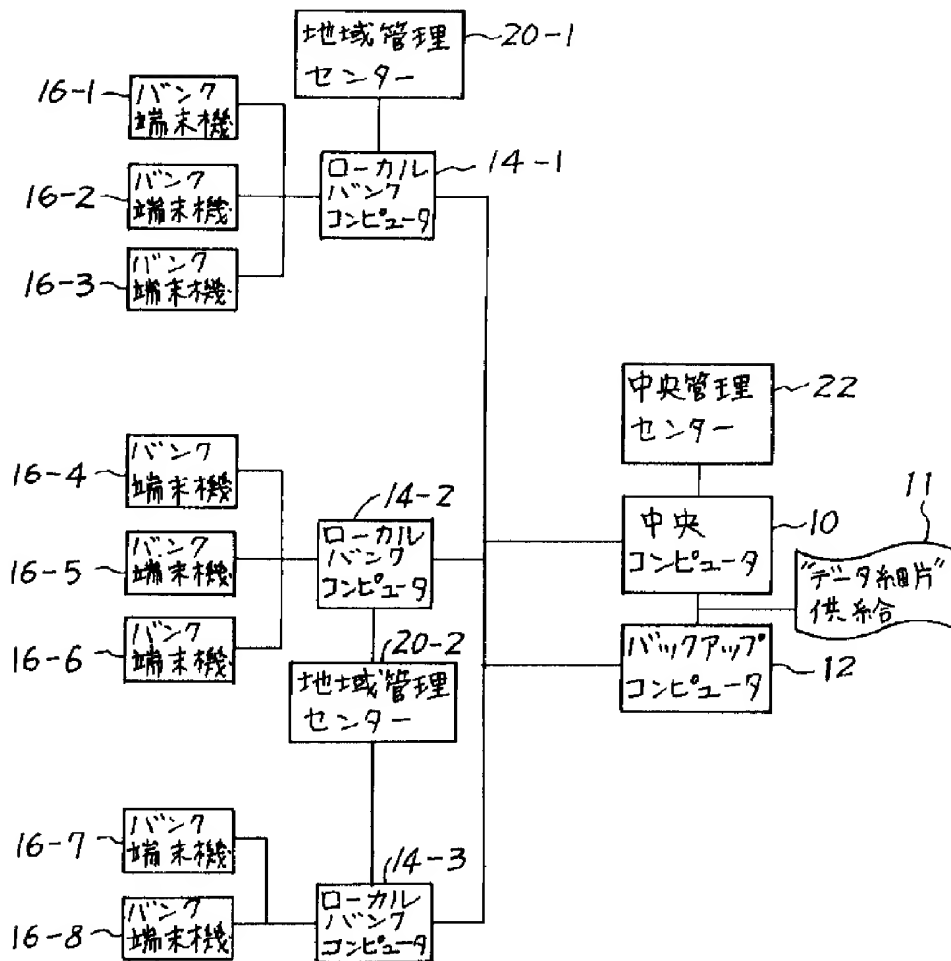 地域管理
センター
20-1
16-1
バンク
端末機
ローカル
バンク
コンピュータ
14-1
16-2
バンク
端末機
16-3
バンク
端末機
中央管理
センター
22
16-4
バンク
端末機
14-2
ローカル
バンク
コンピュータ
中央
コンピュータ
10
11
"データ細片"
供給
16-5
バンク
端末機
16-6
バンク
端末機
20-2
地域管理
センター
バックアップ
コンピュータ
12
16-7
バンク
端末機
14-3
ローカル
バンク
コンピュータ
16-8
バンク
端末機